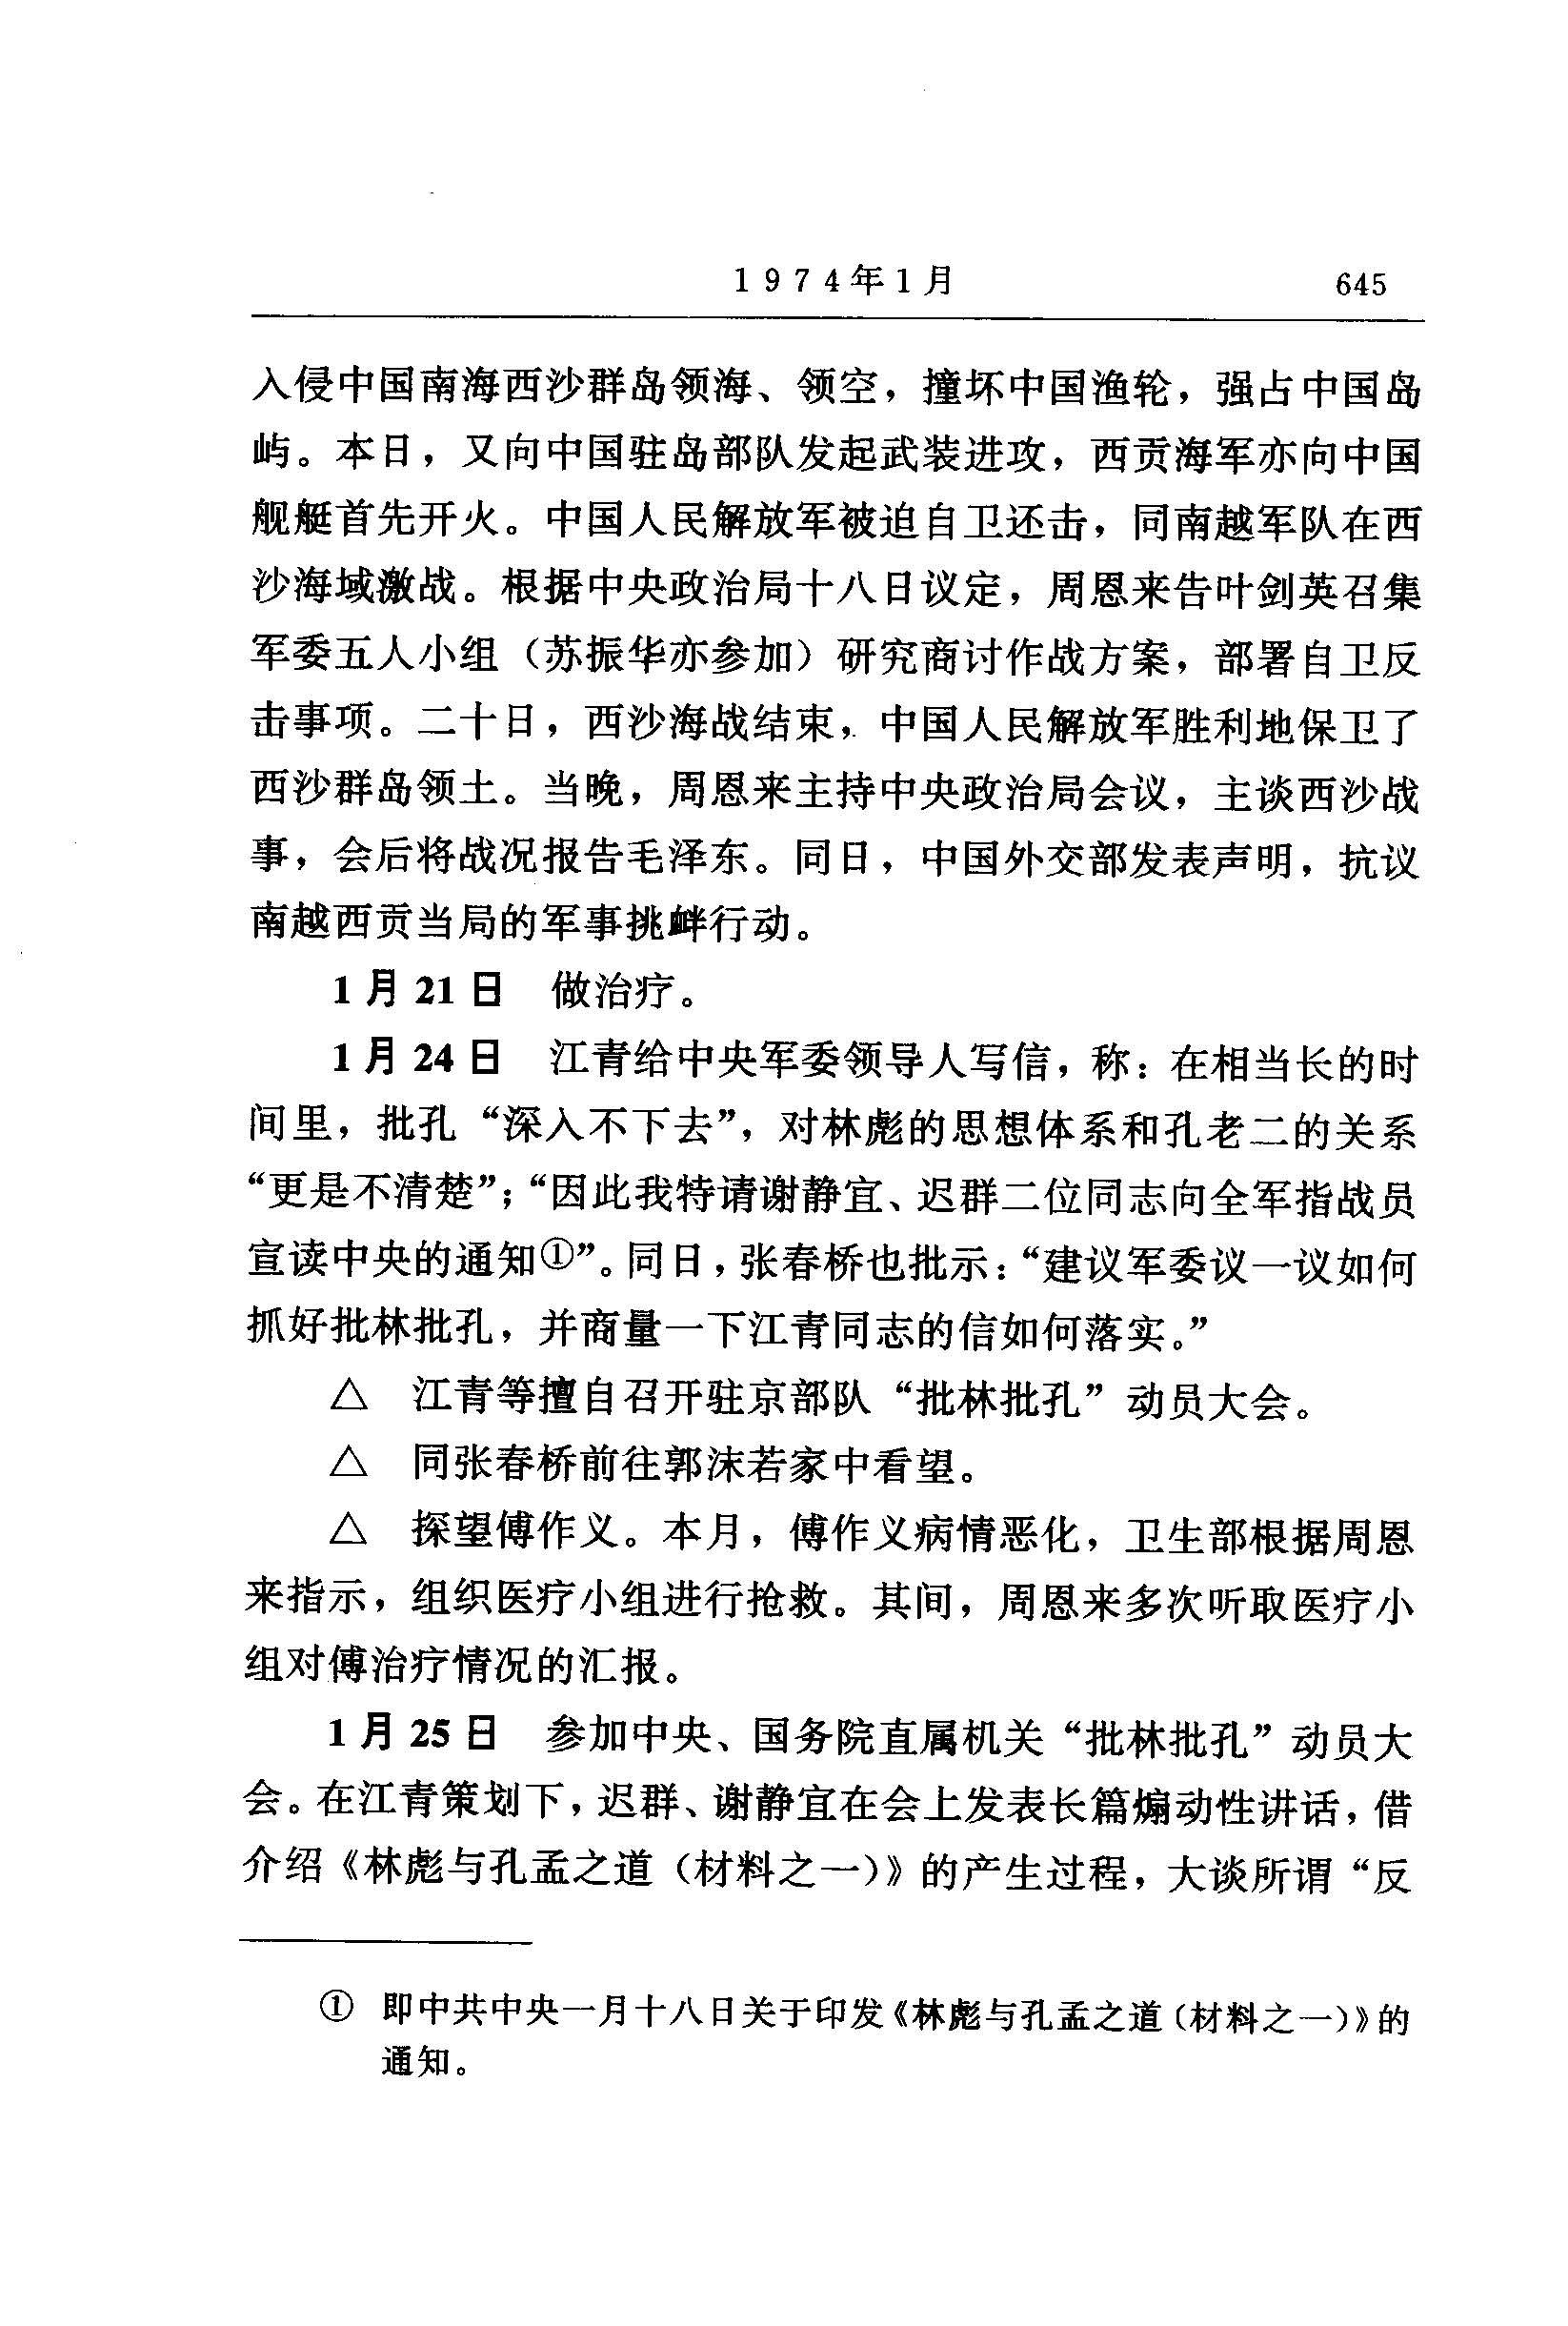 1974年1月 645
入侵中国南海西沙群岛领海、领空，撞坏中国渔轮，强占中国岛
屿。本日，又向中国驻岛部队发起武装进攻，西贡海军亦向中国
舰艇首先开火。中国人民解放军被迫自卫还击，同南越军队在西
沙海域激战。根据中央政治局十八日议定，周恩来告叶剑英召集
军委五人小组（苏振华亦参加）研究商讨作战方案，部署自卫反
击事项。二十日，西沙海战结束，中国人民解放军胜利地保卫了
西沙群岛领土。当晚，周恩来主持中央政治局会议，主谈西沙战
事，会后将战况报告毛泽东。同日，中国外交部发表声明，抗议
南越西贡当局的军事挑衅行动。
1月21日 做治疗。
1月24日 江青给中央军委领导人写信，称：在相当长的时
间里，批孔“深入不下去”，对林彪的思想体系和孔老二的关系
“更是不清楚”；“因此我特请谢静宜、迟群二位同志向全军指战员
宣读中央的通知①”。同日，张春桥也批示：“建议军委议一议如何
抓好批林批孔，并商量一下江青同志的信如何落实。”
△ 江青等擅自召开驻京部队“批林批孔”动员大会。
△ 同张春桥前往郭沫若家中看望。
△ 探望傅作义。本月，傅作义病情恶化，卫生部根据周恩
来指示，组织医疗小组进行抢救。其间，周恩来多次听取医疗小
组对傅治疗情况的汇报。
1月25日 参加中央、国务院直属机关“批林批孔”动员大
会。在江青策划下，迟群、谢静宜在会上发表长篇煽动性讲话，借
介绍《林彪与孔孟之道（材料之一）》的产生过程，大谈所谓“反
① 即中共中央一月十八日关于印发《林彪与孔孟之道（材料之一）》的
通知。